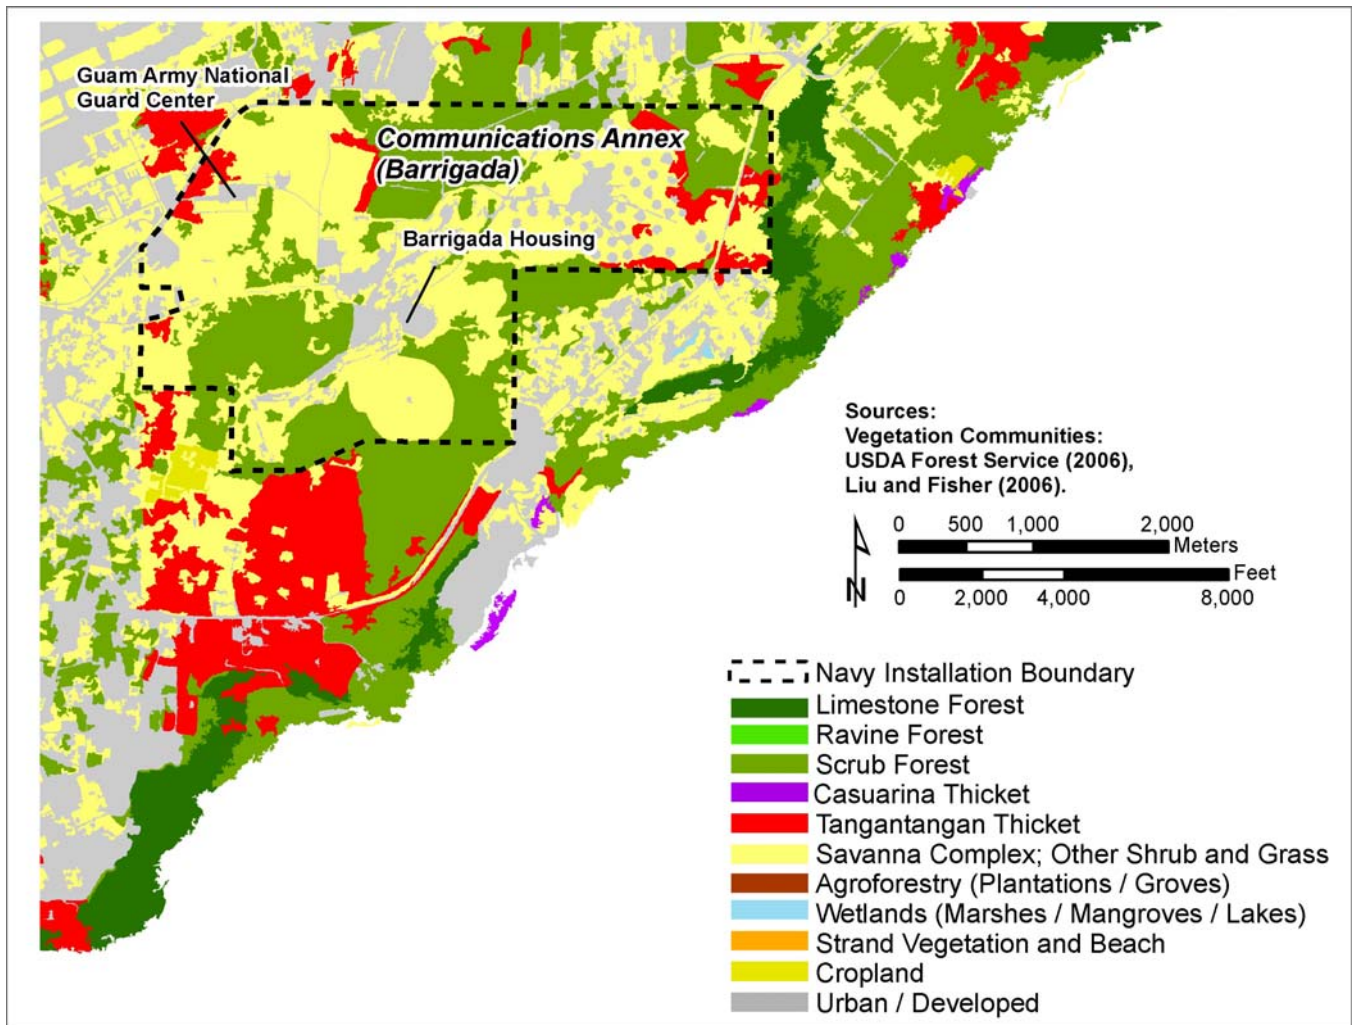 Guam Army National
Guard Center
Communications Annex
(Barrigada)
Barrigada Housing
Sources:
Vegetation Communities:
USDA Forest Service (2006),
Liu and Fisher (2006).
N
0 500 1,000 2,000
Meters
Feet
0 2,000 4,000 8,000
Navy Installation Boundary
Limestone Forest
Ravine Forest
Scrub Forest
Casuarina Thicket
Tangantangan Thicket
Savanna Complex; Other Shrub and Grass
Agroforestry (Plantations / Groves)
Wetlands (Marshes / Mangroves / Lakes)
Strand Vegetation and Beach
Cropland
Urban / Developed